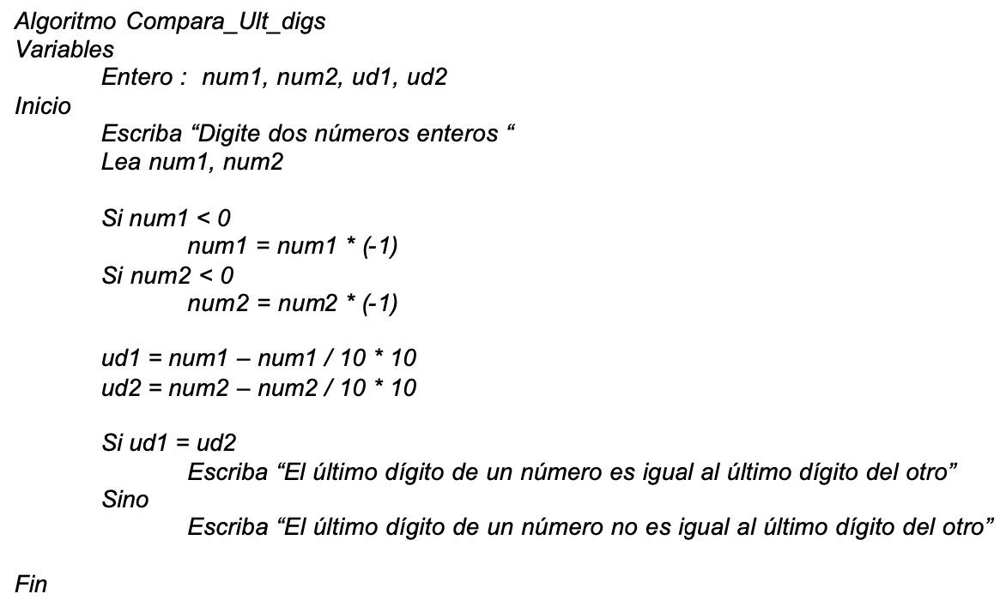 Algoritmo Compara_Ult_digs
Variables
Entero : num1, num2, ud1, ud2
Inicio
Escriba “Digite dos números enteros “
Lea num1, num2
Si num1 < 0
num1 = num1 * (-1)
Si num2 < 0
num2 = num2 * (-1)
ud1 = num1 – num1 / 10 * 10
ud2 = num2 – num2 / 10 * 10
Si ud1 = ud2
Escriba “El último dígito de un número es igual al último dígito del otro”
Sino
Escriba “El último dígito de un número no es igual al último dígito del otro”
Fin